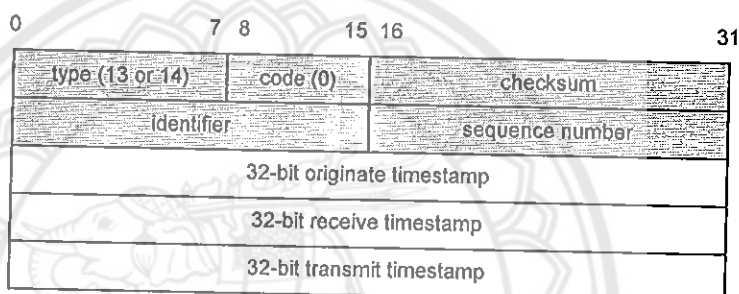 0 7 8 15 16 31
type (13 or 14) code (0) checksum
identifier sequence number
32-bit originate timestamp
32-bit receive timestamp
32-bit transmit timestamp